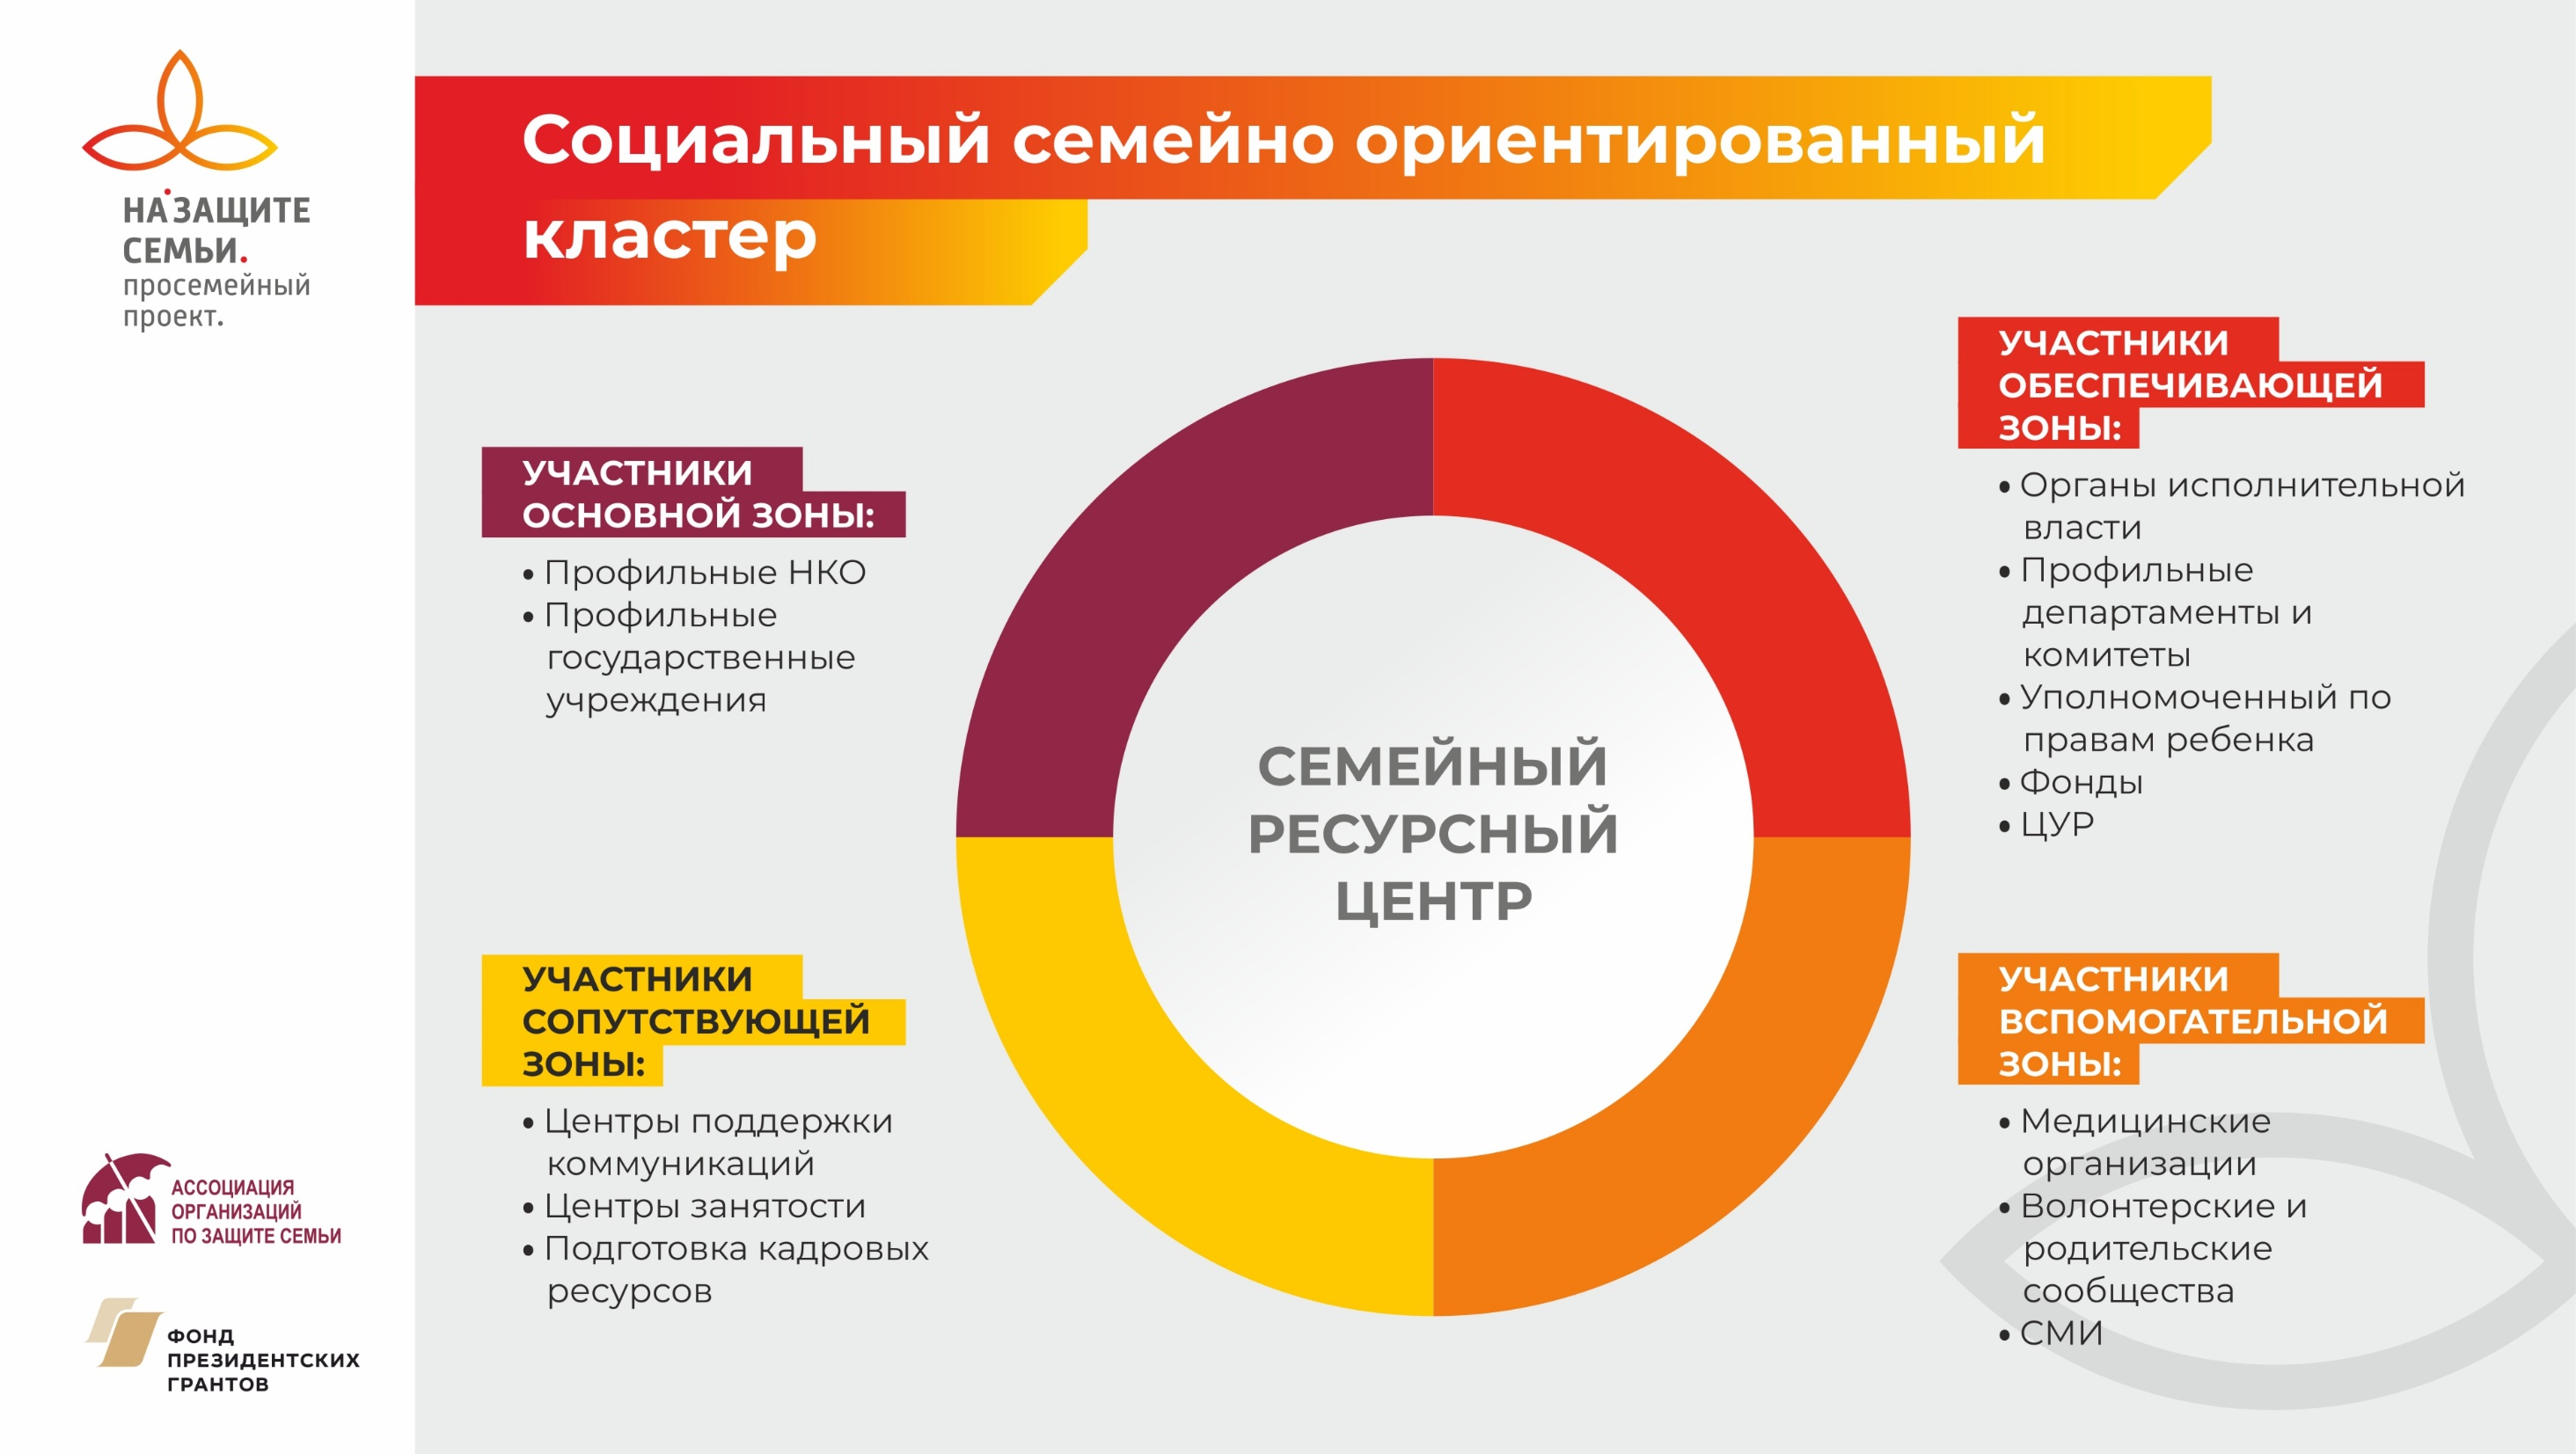 НА ЗАЩИТЕ
СЕМЬИ.
просемейный
проект.
Социальный семейно ориентированный
кластер
УЧАСТНИКИ
ОСНОВНОЙ ЗОНЫ:
• Профильные НКО
• Профильные
государственные
учреждения
УЧАСТНИКИ
ОБЕСПЕЧИВАЮЩЕЙ
ЗОНЫ:
• Органы исполнительной
власти
• Профильные
департаменты и
комитеты
• Уполномоченный по
правам ребенка
• Фонды
• ЦУР
СЕМЕЙНЫЙ
РЕСУРСНЫЙ
ЦЕНТР
УЧАСТНИКИ
СОПУТСТВУЮЩЕЙ
ЗОНЫ:
• Центры поддержки
коммуникаций
• Центры занятости
• Подготовка кадровых
ресурсов
УЧАСТНИКИ
ВСПОМОГАТЕЛЬНОЙ
ЗОНЫ:
• Медицинские
организации
• Волонтерские и
родительские
сообщества
• СМИ
АССОЦИАЦИЯ
ОРГАНИЗАЦИЙ
ПО ЗАЩИТЕ СЕМЬИ
ФОНД
ПРЕЗИДЕНТСКИХ
ГРАНТОВ